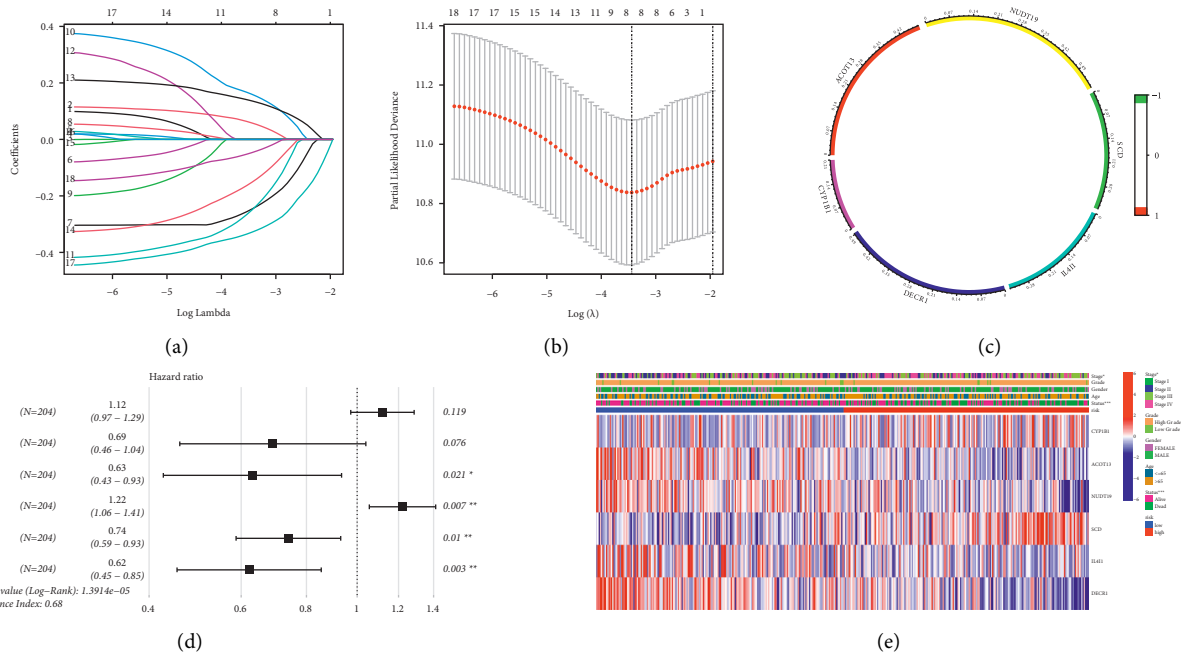 17 14 11 8 1
0.4
0.2
0.0
−0.2
−0.4
Coefficients
10
12
13
2
1
8
15
6
18
9
7
14
11
17
−6 −5 −4 −3 −2
Log Lambda
(a)
18 17 17 15 15 14 13 11 9 8 8 8 6 3 1
11.4
11.2
11.0
10.8
10.6
Partial Likelihood Deviance
−6 −5 −4 −3 −2
Log (λ)
(b)
NUDT19
SCD
IL4I1
DECR1
CYP1B1
ACOT13
−1
0
1
(c)
Hazard ratio
(N=204) 1.12 (0.97 − 1.29) 0.119
(N=204) 0.69 (0.46 − 1.04) 0.076
(N=204) 0.63 (0.43 − 0.93) 0.021 *
(N=204) 1.22 (1.06 − 1.41) 0.007 **
(N=204) 0.74 (0.59 − 0.93) 0.01 **
(N=204) 0.62 (0.45 − 0.85) 0.003 **
value (Log−Rank): 1.3914e−05
nce Index: 0.68
0.4 0.6 0.8 1 1.2 1.4
(d)
Stage*
Grade
Gender
Age
Status***
risk
CYP1B1
ACOT13
NUDT19
SCD
IL4I1
DECR1
6
4
2
0
−2
−4
−6
Stage*
Stage I
Stage II
Stage III
Stage IV
Grade
High Grade
Low Grade
Gender
FEMALE
MALE
Age
<=65
>65
Status***
Alive
Dead
risk
low
high
(e)